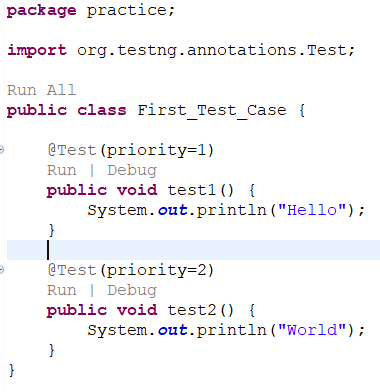 package practice;
import org.testng.annotations.Test;
Run All
public class First_Test_Case {
@Test(priority=1)
Run | Debug
public void test1() {
System.out.println("Hello");
}
@Test(priority=2)
Run | Debug
public void test2() {
System.out.println("World");
}
}